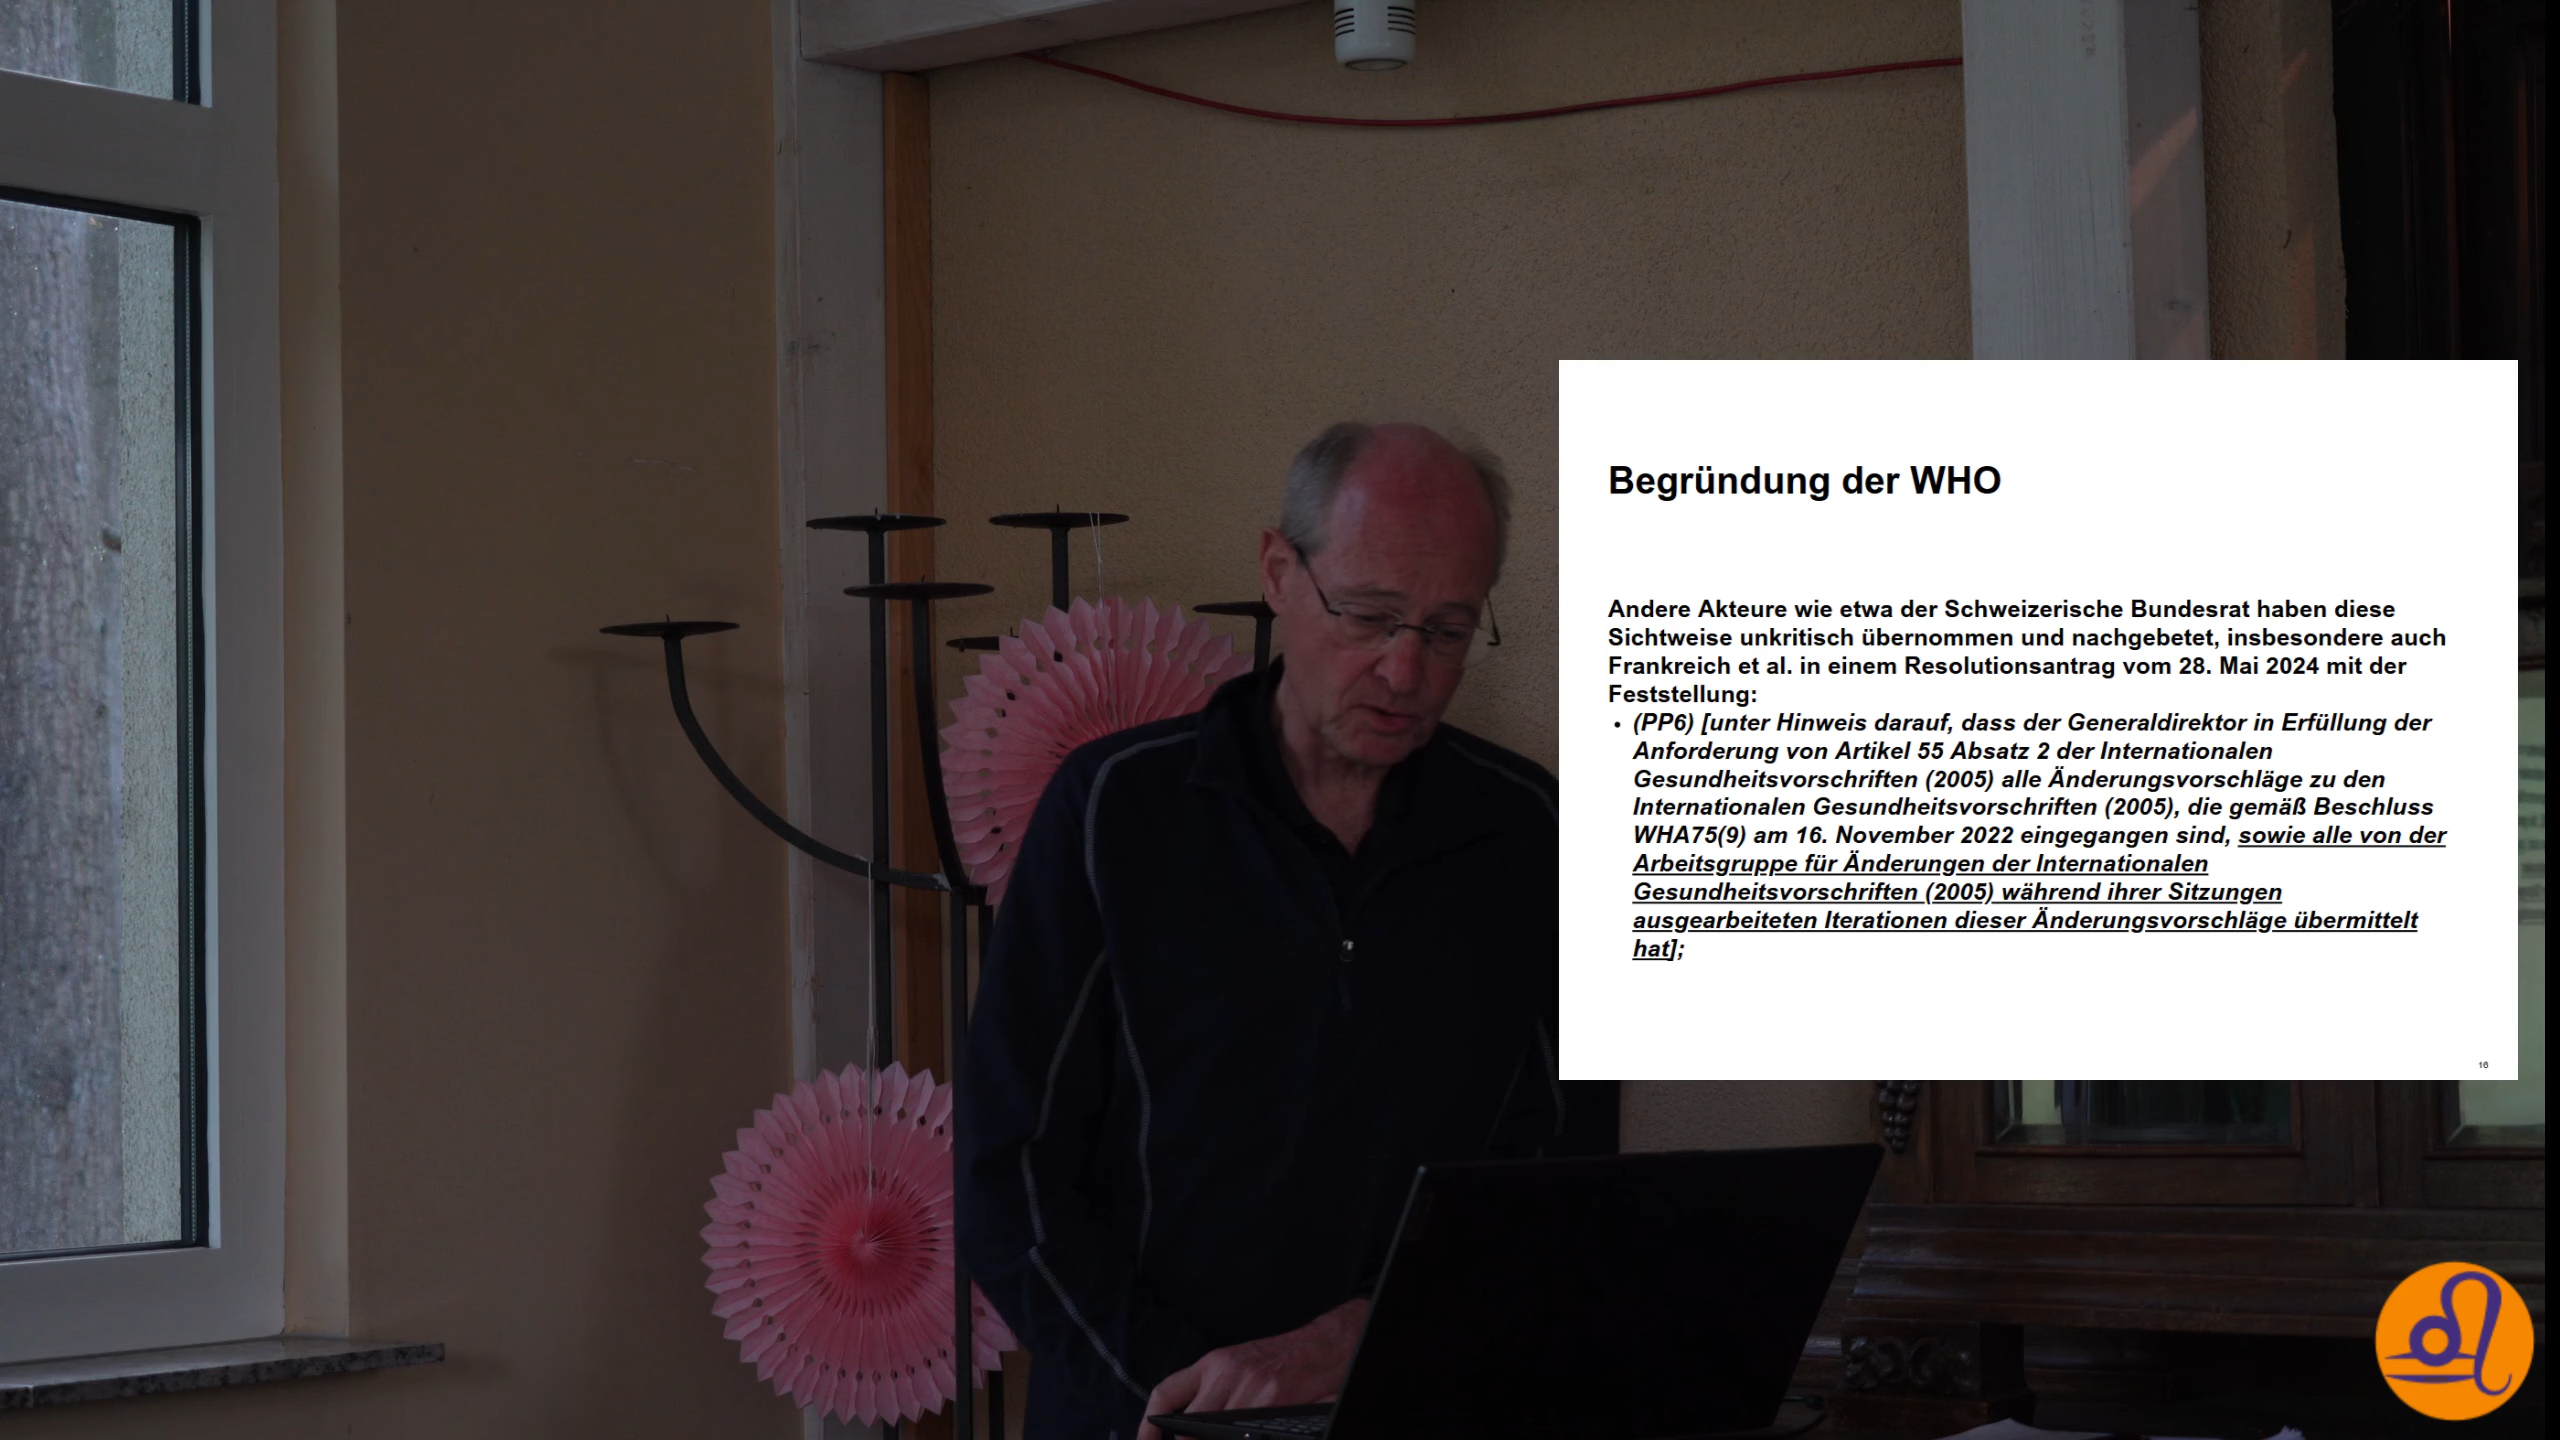 Begründung der WHO
Andere Akteure wie etwa der Schweizerische Bundesrat haben diese
Sichtweise unkritisch übernommen und nachgebetet, insbesondere auch
Frankreich et al. in einem Resolutionsantrag vom 28. Mai 2024 mit der
Feststellung:
• (PP6) [unter Hinweis darauf, dass der Generaldirektor in Erfüllung der
Anforderung von Artikel 55 Absatz 2 der Internationalen
Gesundheitsvorschriften (2005) alle Änderungsvorschläge zu den
Internationalen Gesundheitsvorschriften (2005), die gemäß Beschluss
WHA75(9) am 16. November 2022 eingegangen sind, sowie alle von der
Arbeitsgruppe für Änderungen der Internationalen
Gesundheitsvorschriften (2005) während ihrer Sitzungen
ausgearbeiteten Iterationen dieser Änderungsvorschläge übermittelt
hat];
16